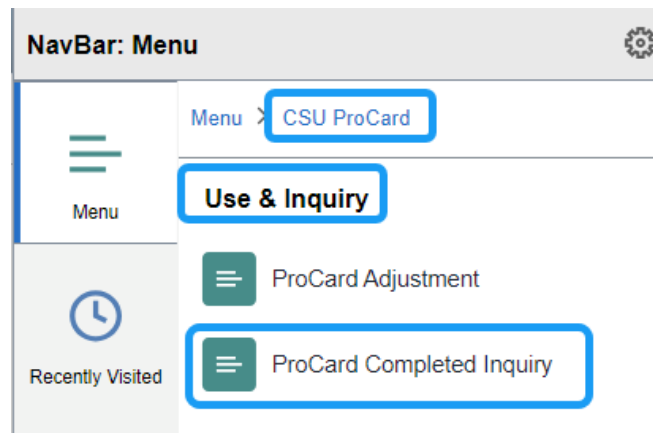 NavBar: Menu
Menu > CSU ProCard
Menu
Use & Inquiry
ProCard Adjustment
Recently Visited
ProCard Completed Inquiry